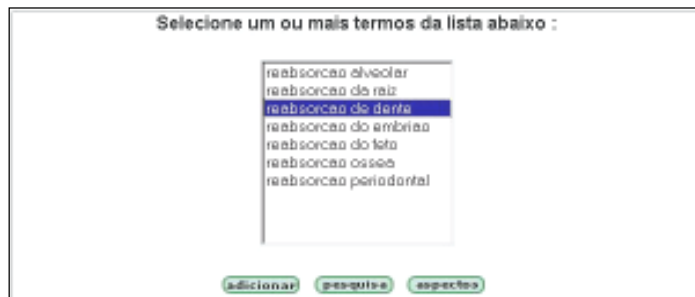 Selecione um ou mais termos da lista abaixo :
reabsorcao alveolar
reabsorcao da raiz
reabsorcao de dente
reabsorcao do embriao
reabsorcao do feto
reabsorcao ossea
reabsorcao periodontal
adicionar pesquisa aspectos